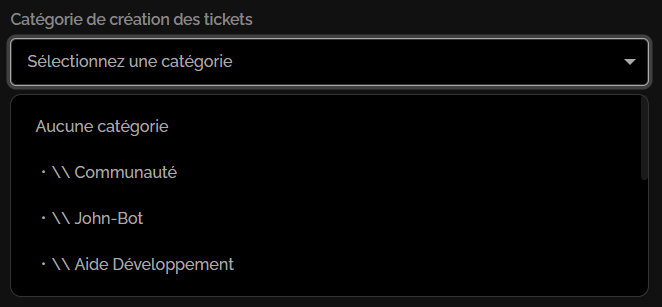 Catégorie de création des tickets
Sélectionnez une catégorie
Aucune catégorie
・\\ Communauté
・\\ John-Bot
・\\ Aide Développement